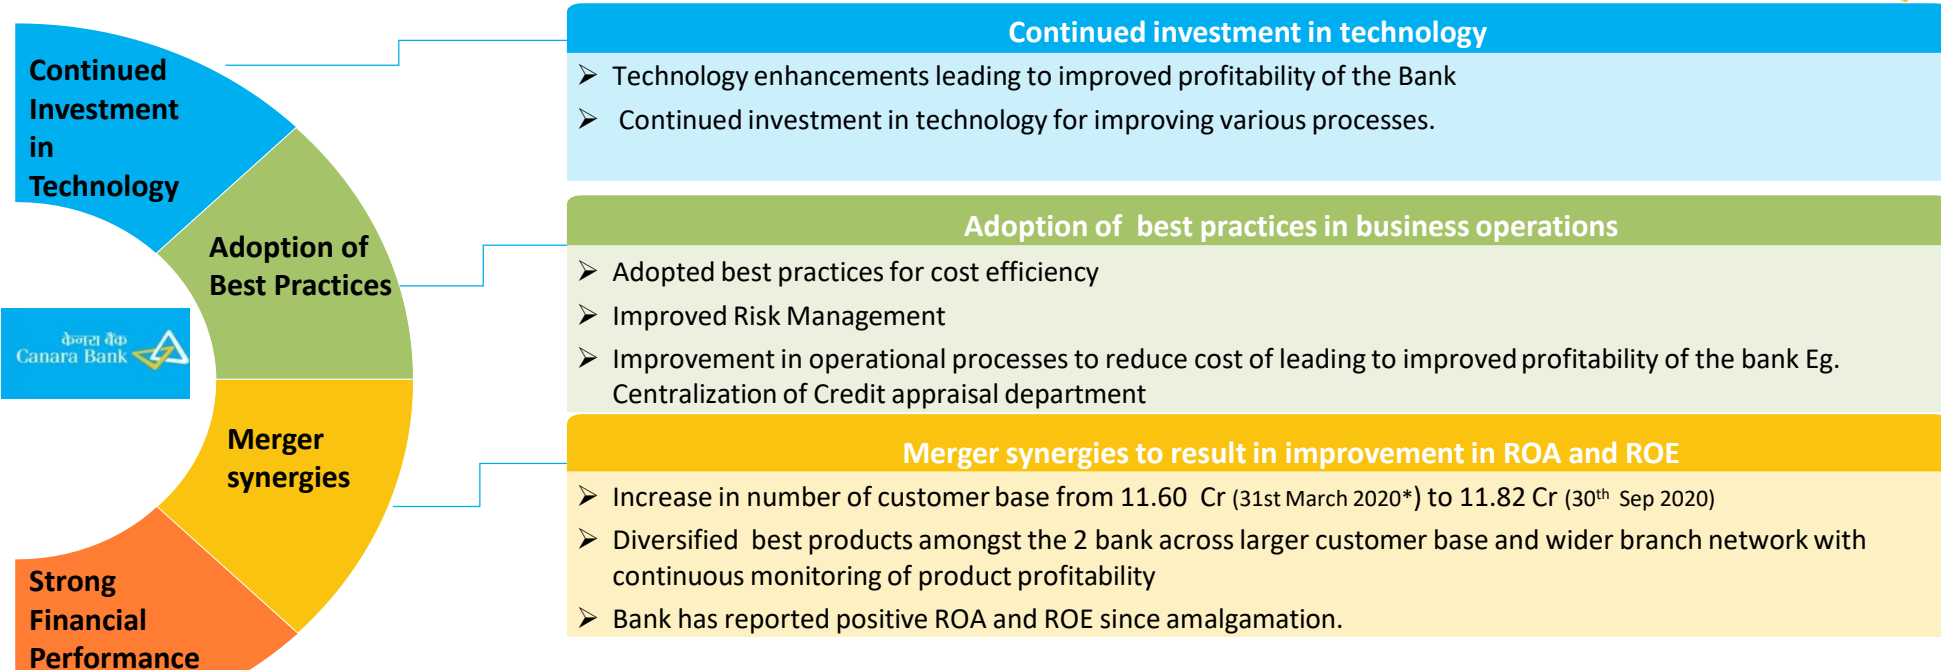 Continued
Investment
in
Technology
Adoption of
Best Practices
केनरा बैंक
Canara Bank
Merger
synergies
Strong
Financial
Performance
Continued investment in technology
➢ Technology enhancements leading to improved profitability of the Bank
➢ Continued investment in technology for improving various processes.
Adoption of best practices in business operations
➢ Adopted best practices for cost efficiency
➢ Improved Risk Management
➢ Improvement in operational processes to reduce cost of leading to improved profitability of the bank Eg.
Centralization of Credit appraisal department
Merger synergies to result in improvement in ROA and ROE
➢ Increase in number of customer base from 11.60 Cr (31st March 2020*) to 11.82 Cr (30th Sep 2020)
➢ Diversified best products amongst the 2 bank across larger customer base and wider branch network with
continuous monitoring of product profitability
➢ Bank has reported positive ROA and ROE since amalgamation.